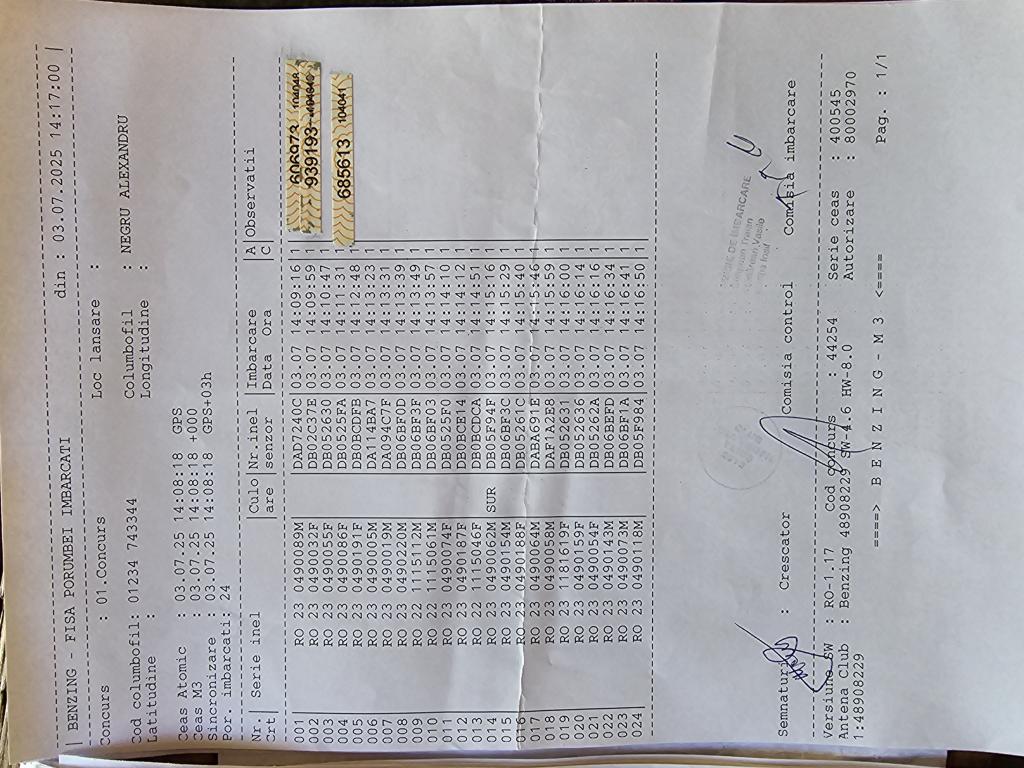 | BENZING - FISA PORUMBEI IMBARCATI din : 03.07.2025 14:17:00 |
Concurs : 01.Concurs Loc lansare :
Cod columbofil: 01234 743344 Columbofil : NEGRU ALEXANDRU
Latitudine : Longitudine :
Ceas Atomic : 03.07.25 14:08:18 GPS
Ceas M3 : 03.07.25 14:08:18 +000
Sincronizare : 03.07.25 14:08:18 GPS+03h
Por. imbarcati: 24
Nr.| Serie inel |Culo|Nr.inel |Imbarcare |A|Observatii
Crt| |are |senzor |Data Ora |C|
001 | RO 23 0490089M | |DAD7240C|03.07 14:09:16|1
002 | RO 23 0490032F | |DB02C37E|03.07 14:09:59|1
003 | RO 23 0490055F | |DB052630|03.07 14:10:47|1
004 | RO 23 0490086F | |DB0525FA|03.07 14:11:31|1
005 | RO 23 0490191F | |DB0BCDFB|03.07 14:12:48|1
006 | RO 23 0490005M | |DA114BA7|03.07 14:13:23|1
007 | RO 23 0490019M | |DA094C7F|03.07 14:13:31|1
008 | RO 23 0490220M | |DB06BF0D|03.07 14:13:39|1
009 | RO 22 1115112M | |DB06BF3F|03.07 14:13:49|1
010 | RO 22 1115061M | |DB06BF03|03.07 14:13:57|1
011 | RO 23 0490074F | |DB0525F0|03.07 14:14:10|1
012 | RO 23 0490187F | |DB0BCE14|03.07 14:14:12|1
013 | RO 22 1115046F | |DB0BCDCA|03.07 14:14:51|1
014 | RO 23 0490062M |SUR |DB05F94F|03.07 14:15:16|1
015 | RO 23 0490154M | |DB06BF3C|03.07 14:15:29|1
016 | RO 23 0490188F | |DB05261C|03.07 14:15:40|1
017 | RO 23 0490064M | |DABA691E|03.07 14:15:46|1
018 | RO 23 0490058M | |DAF1A2E8|03.07 14:15:59|1
019 | RO 23 1181619F | |DB052631|03.07 14:16:00|1
020 | RO 23 0490159F | |DB052636|03.07 14:16:14|1
021 | RO 23 0490054F | |DB05262A|03.07 14:16:16|1
022 | RO 23 0490143M | |DB06BEFD|03.07 14:16:34|1
023 | RO 23 0490073M | |DB06BF1A|03.07 14:16:41|1
024 | RO 23 0490118M | |DB05F984|03.07 14:16:50|1
606973 104048
939193 104040
685613 104041
DE IMBARCARE
Semnaturi : Crescator Comisia control Comisia imbarcare
Versiune SW : RO-1.17 Cod concurs : 44254 Serie ceas : 400545
Antena Club : Benzing 48908229 SW-4.6 HW-8.0 Autorizare : 80002970
1:48908229
====> B E N Z I N G - M 3 <==== Pag. : 1/1